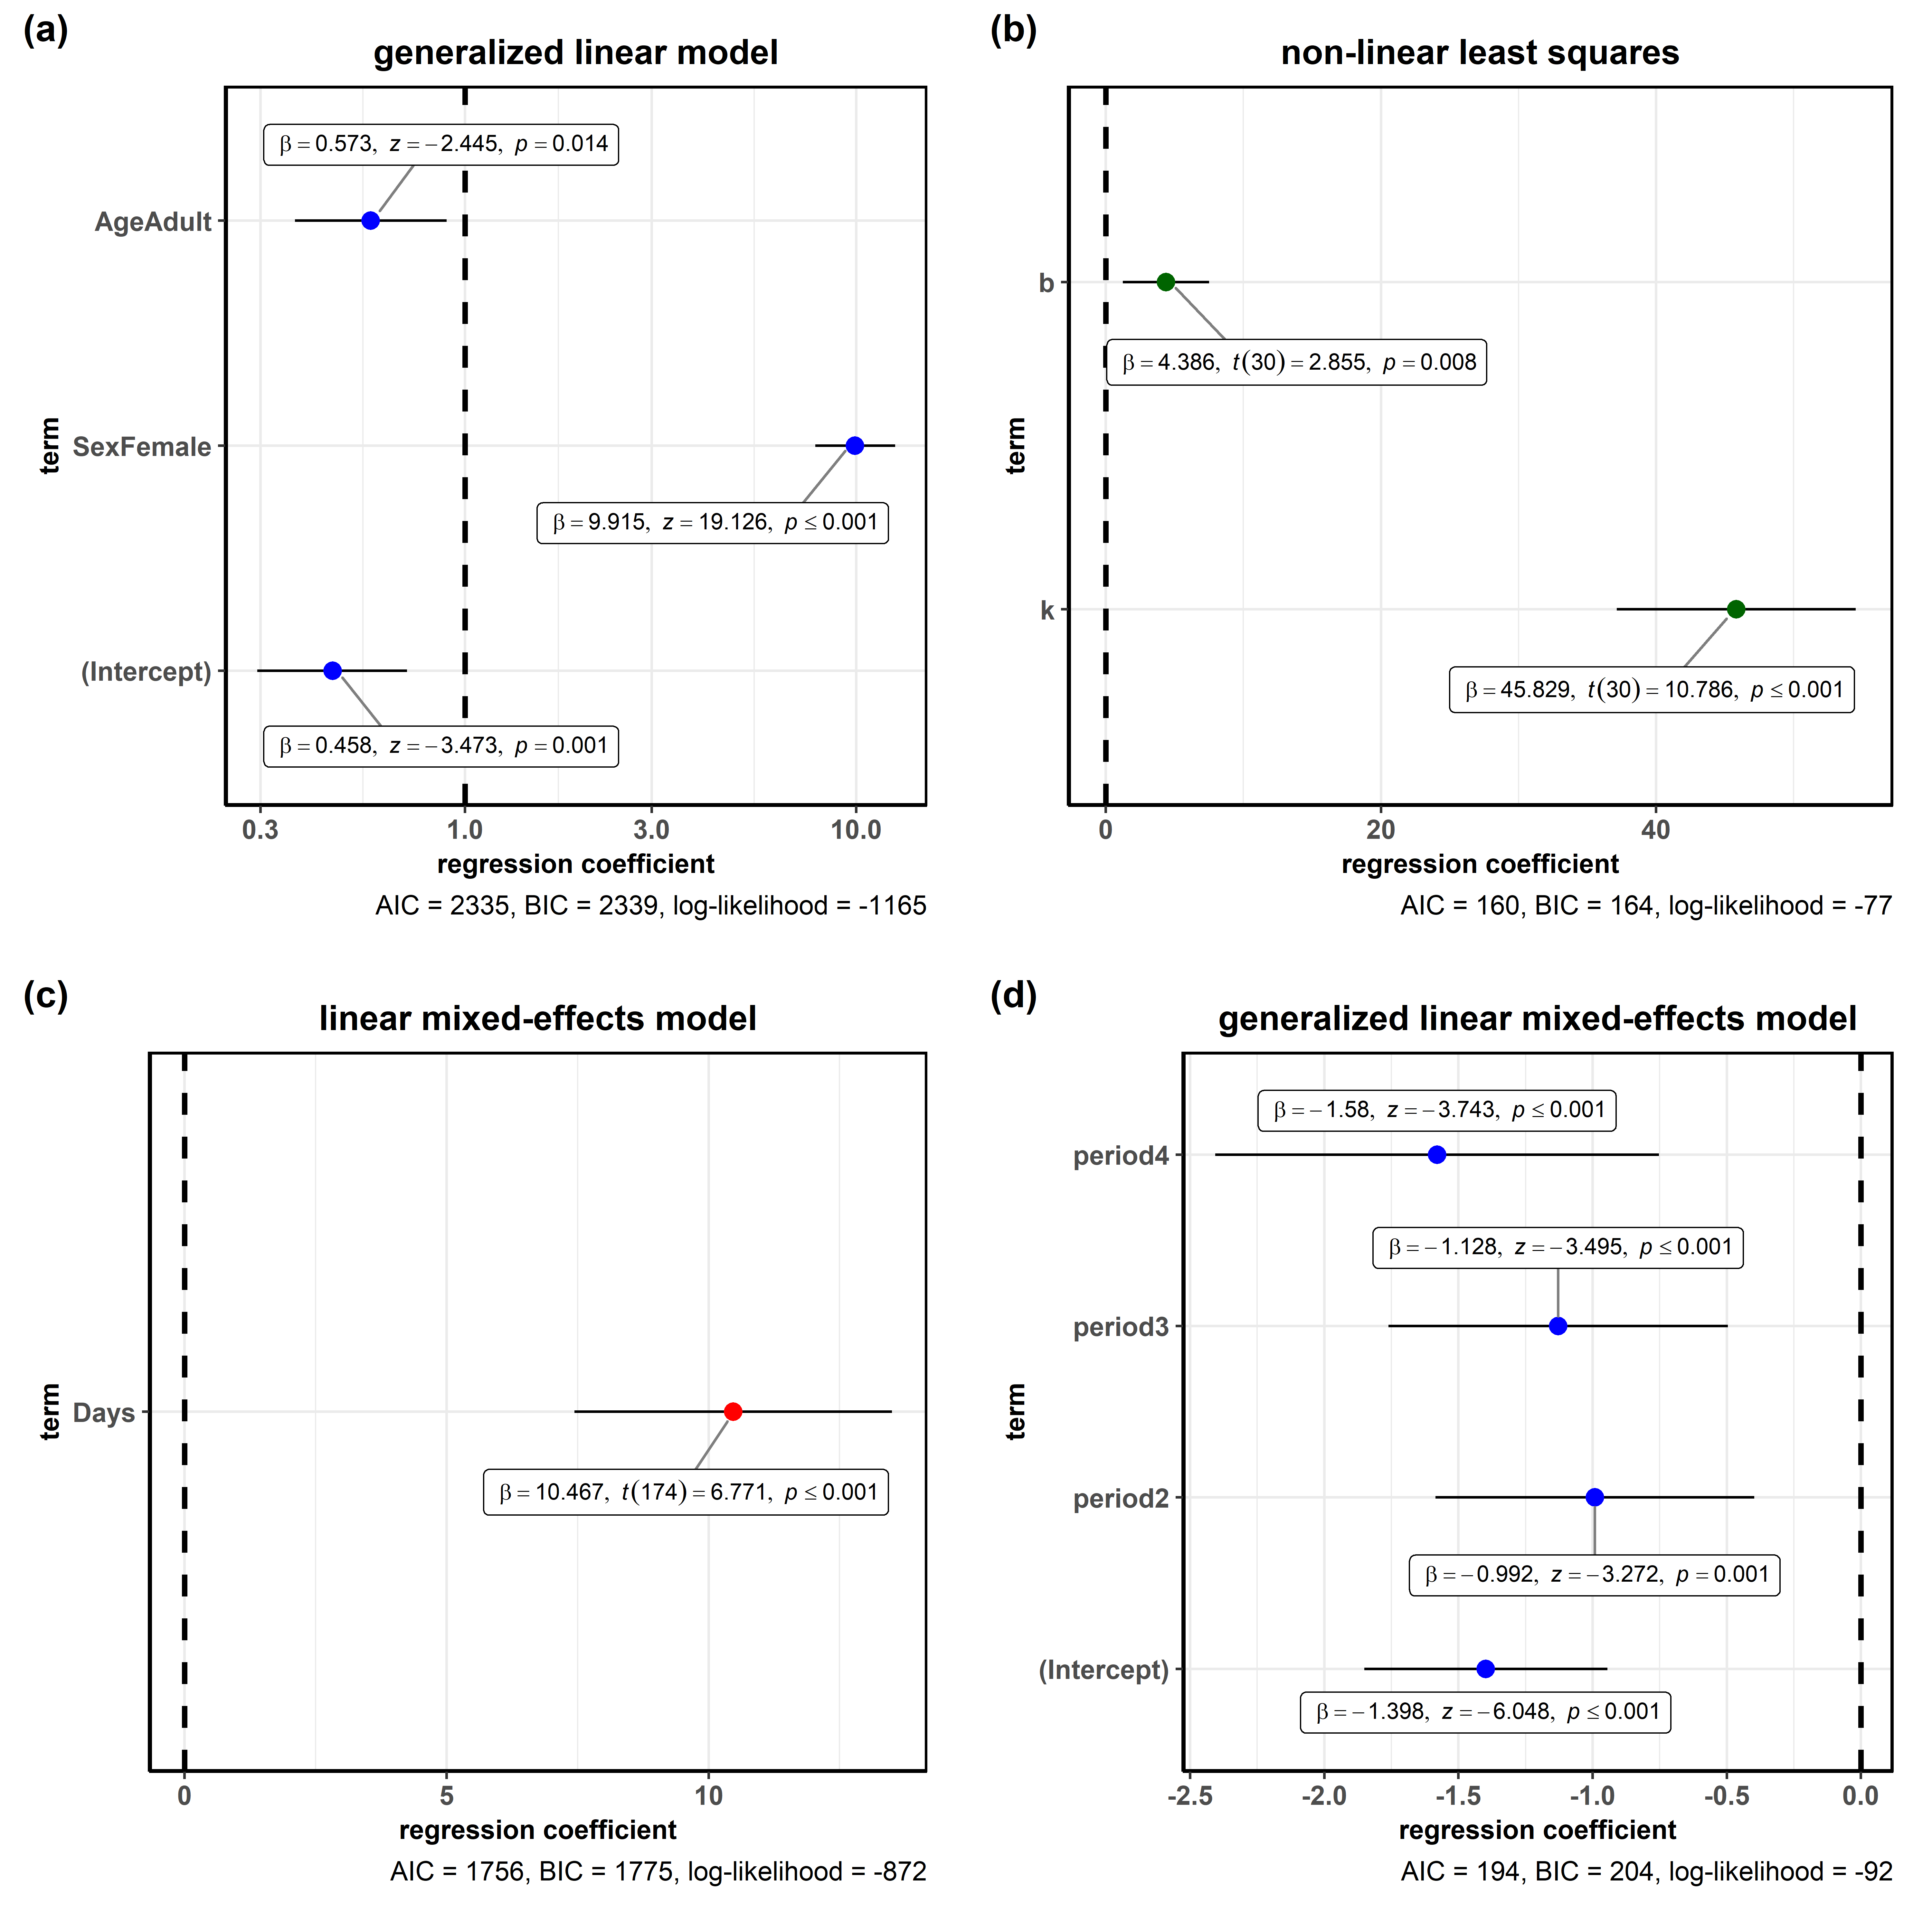 (a)
generalized linear model
β = 0.573, z = −2.445, p = 0.014
AgeAdult
term
SexFemale
β = 9.915, z = 19.126, p ≤ 0.001
(Intercept)
β = 0.458, z = −3.473, p = 0.001
0.3 1.0 3.0 10.0
regression coefficient
AIC = 2335, BIC = 2339, log-likelihood = -1165
(b)
non-linear least squares
b
β = 4.386, t(30) = 2.855, p = 0.008
term
k
β = 45.829, t(30) = 10.786, p ≤ 0.001
0 20 40
regression coefficient
AIC = 160, BIC = 164, log-likelihood = -77
(c)
linear mixed-effects model
term
Days
β = 10.467, t(174) = 6.771, p ≤ 0.001
0 5 10
regression coefficient
AIC = 1756, BIC = 1775, log-likelihood = -872
(d)
generalized linear mixed-effects model
β = −1.58, z = −3.743, p ≤ 0.001
period4
β = −1.128, z = −3.495, p ≤ 0.001
period3
term
period2
β = −0.992, z = −3.272, p = 0.001
(Intercept)
β = −1.398, z = −6.048, p ≤ 0.001
-2.5 -2.0 -1.5 -1.0 -0.5 0.0
regression coefficient
AIC = 194, BIC = 204, log-likelihood = -92